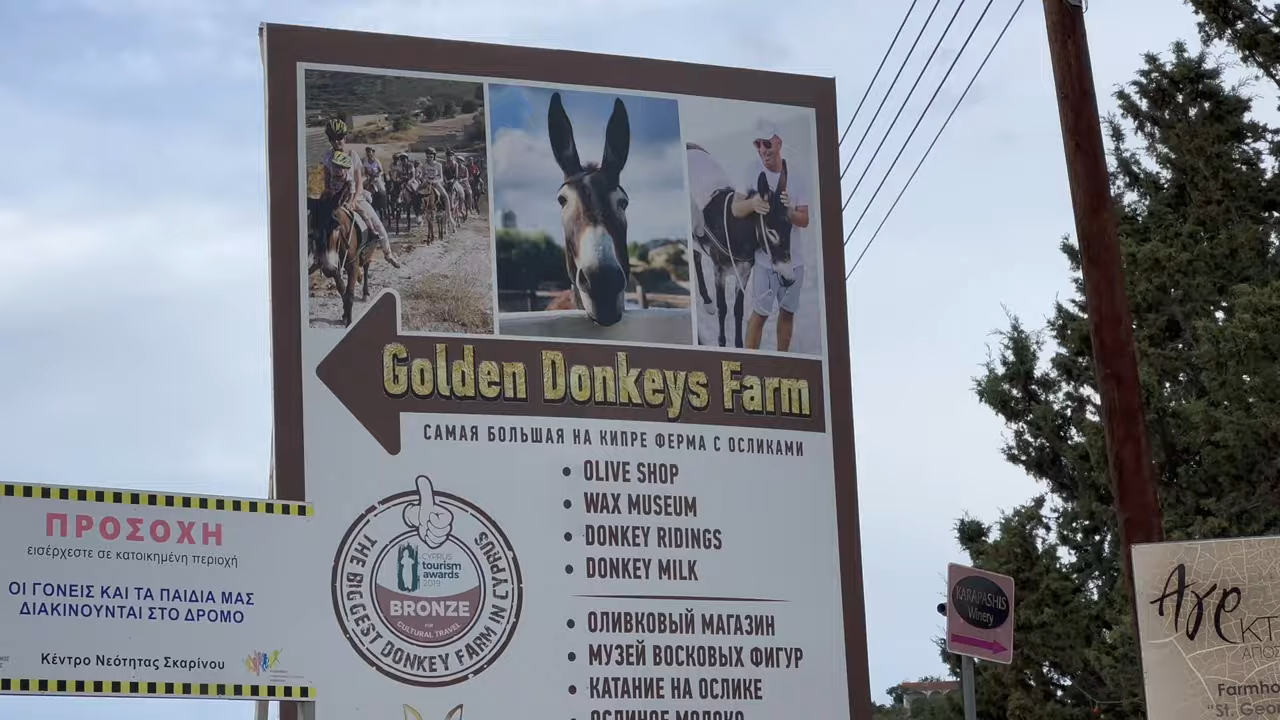 Golden Donkeys Farm
САМАЯ БОЛЬШАЯ НА КИПРЕ ФЕРМА С ОСЛИКАМИ
• OLIVE SHOP
• WAX MUSEUM
• DONKEY RIDINGS
• DONKEY MILK
• ОЛИВКОВЫЙ МАГАЗИН
• МУЗЕЙ ВОСКОВЫХ ФИГУР
• КАТАНИЕ НА ОСЛИКЕ
• ОСЛИНОЕ МОЛОКО
THE BIGGEST DONKEY FARM IN CYPRUS
CYPRUS
tourism
awards
2019
BRONZE
FOR
CULTURAL TRAVEL
ΠΡΟΣΟΧΗ
εισέρχεστε σε κατοικημένη περιοχή
ΟΙ ΓΟΝΕΙΣ ΚΑΙ ΤΑ ΠΑΙΔΙΑ ΜΑΣ
ΔΙΑΚΙΝΟΥΝΤΑΙ ΣΤΟ ΔΡΟΜΟ
Κέντρο Νεότητας Σκαρίνου
KARAPASHIS
Winery